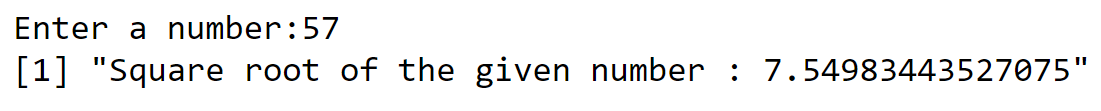 Enter a number:57
[1] "Square root of the given number : 7.54983443527075"